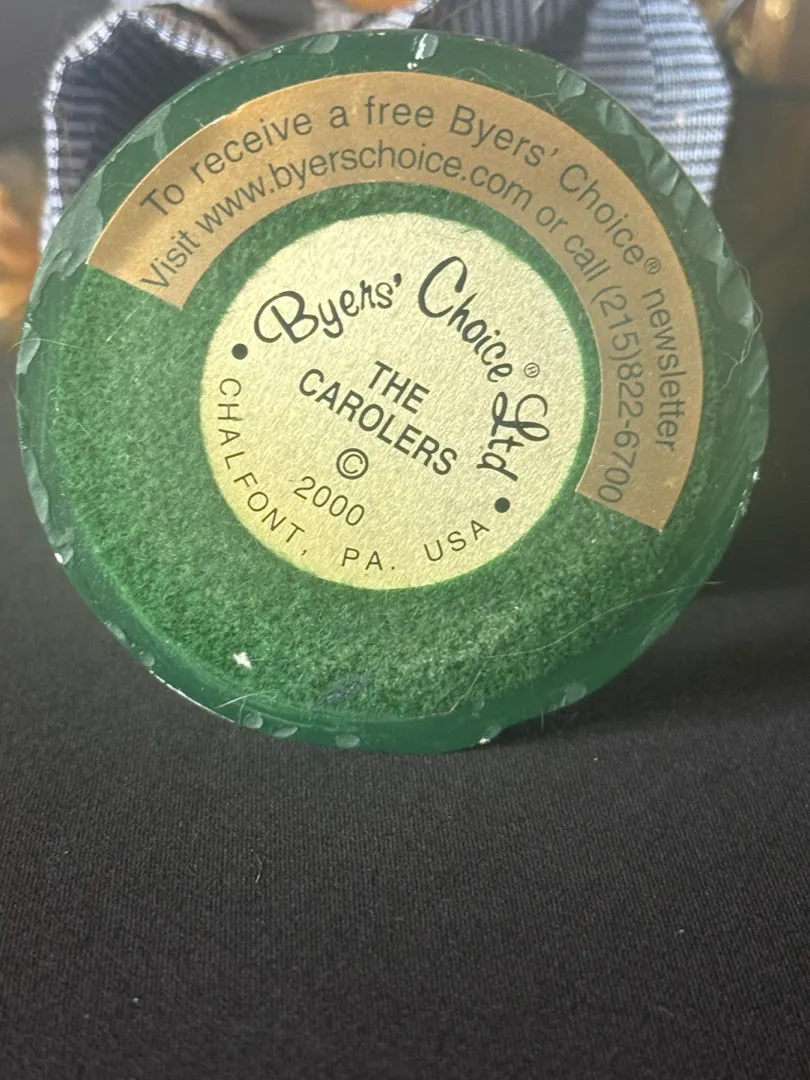 To receive a free Byers' Choice® newsletter
Visit www.byerschoice.com or call (215)822-6700
Byers' Choice® Ltd
THE
CAROLERS
©
2000
• CHALFONT, PA. USA •